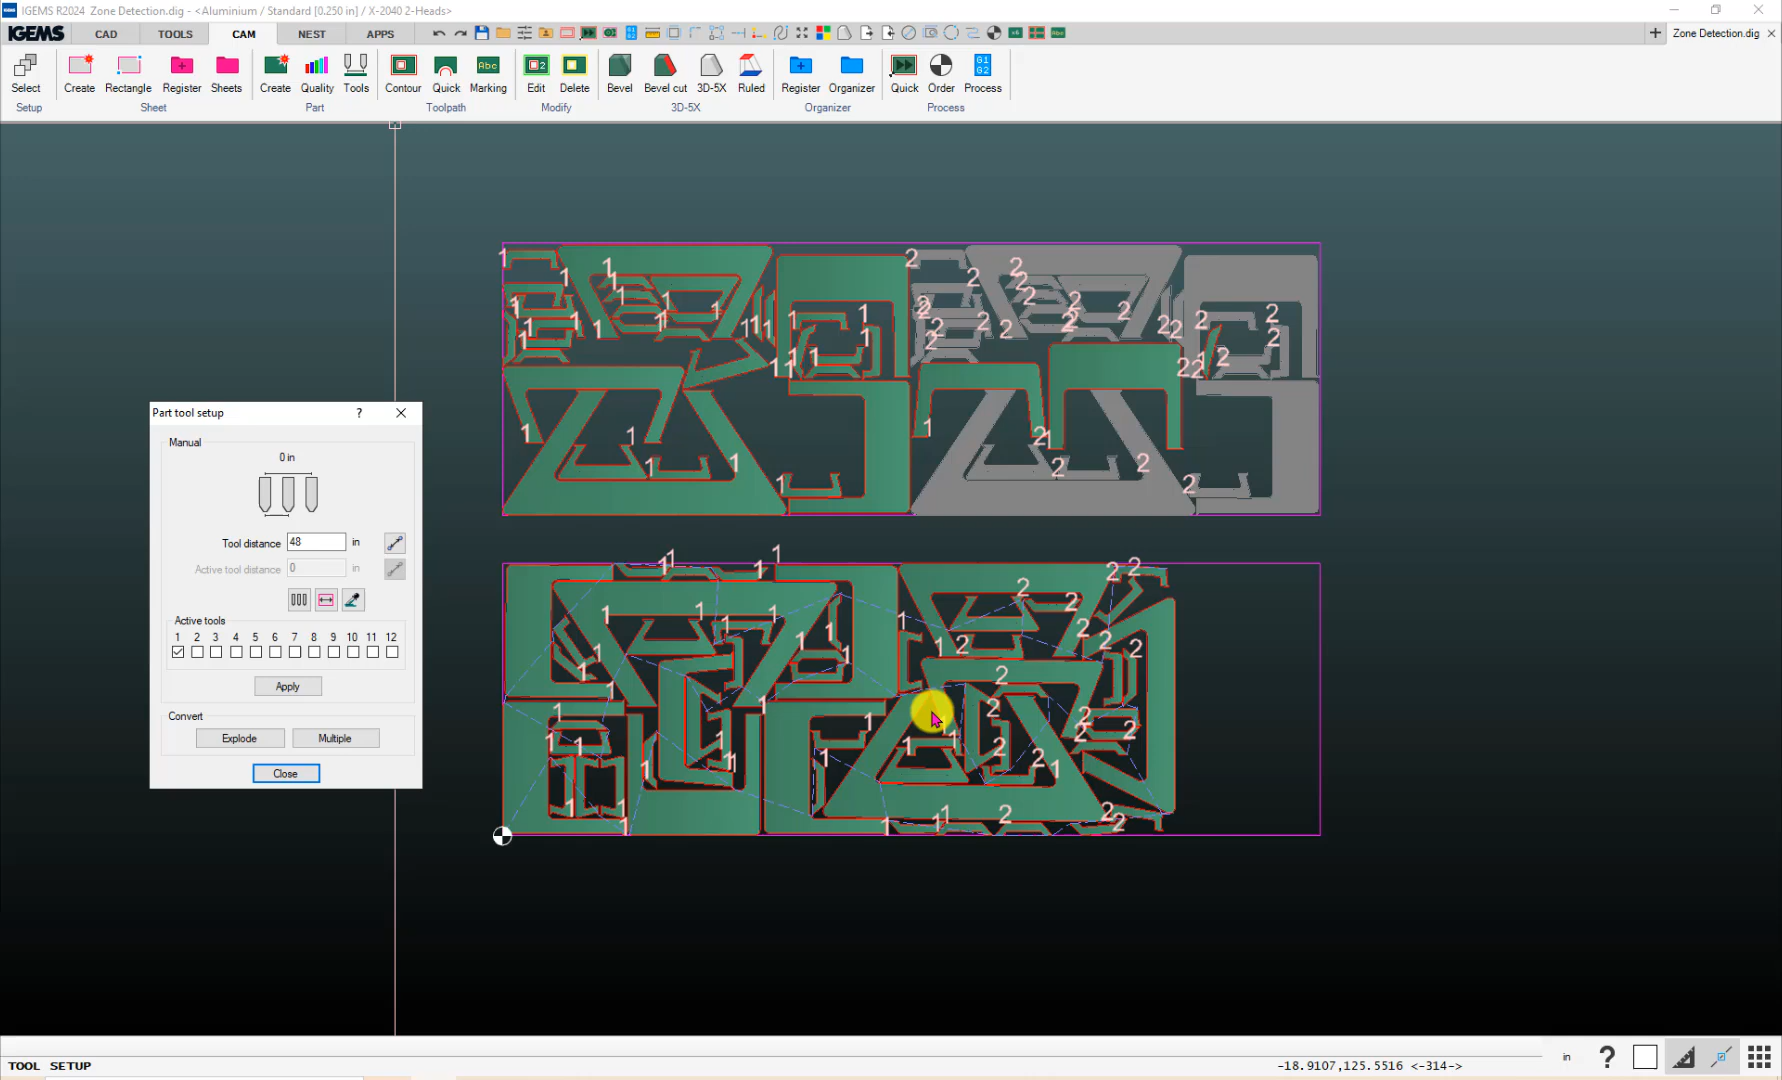 IGEMS R2024 Zone Detection.dig - <Aluminium / Standard [0.250 in] / X-2040 2-Heads>
IGEMS CAD TOOLS CAM NEST APPS
Zone Detection.dig
Select Create Rectangle Register Sheets Create Quality Tools Contour Quick Marking Edit Delete Bevel Bevel cut 3D-5X Ruled Register Organizer Quick Order Process
Setup Sheet Part Toolpath Modify 3D-5X Organizer Process
Part tool setup ?
Manual
0 in
Tool distance 48 in
Active tool distance 0 in
Active tools
1 2 3 4 5 6 7 8 9 10 11 12
Apply
Convert
Explode Multiple
Close
TOOL SETUP
-18.9107,125.5516 <-314->
in ?